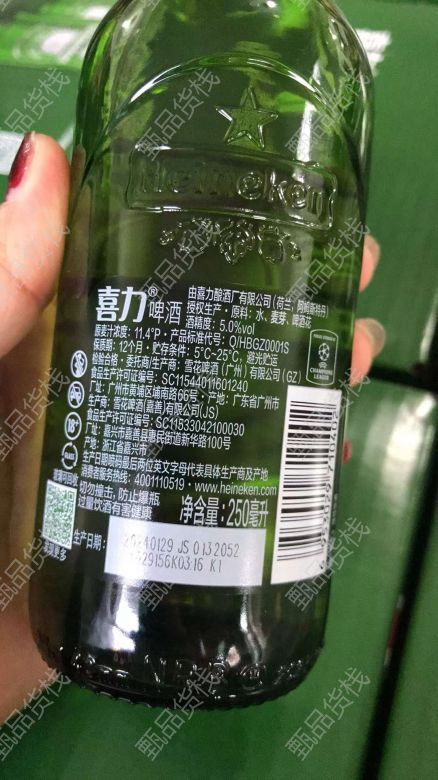 Heineken
喜力®啤酒
由喜力酿酒厂有限公司(荷兰)阿姆斯特丹
授权生产·原料:水、麦芽、啤酒花
酒精度:5.0%vol
原麦汁浓度:11.4°P·产品标准代号:Q/HBGZ0001S
保质期:12个月·贮存条件:5℃~25℃,避光贮运
检验合格·委托商/生产商:雪花啤酒(广州)有限公司(GZ)
食品生产许可证编号:SC11544011601240
厂址:广州市黄埔区埔南路66号·产地:广东省广州市
生产商:雪花啤酒(嘉善)有限公司(JS)
食品生产许可证编号:SC11633042100030
厂址:嘉兴市嘉善县惠民街道新华路100号
产地:浙江省嘉兴市
生产日期喷码最后两位英文字母代表具体生产商及产地
消费者服务热线:4001110519·www.heineken.com
切勿撞击,防止爆瓶
过量饮酒有害健康
净含量:250毫升
生产日期:
20240129 JS 0132052
K0316 K1
CHAMPIONS
LEAGUE
18+
甄品货栈